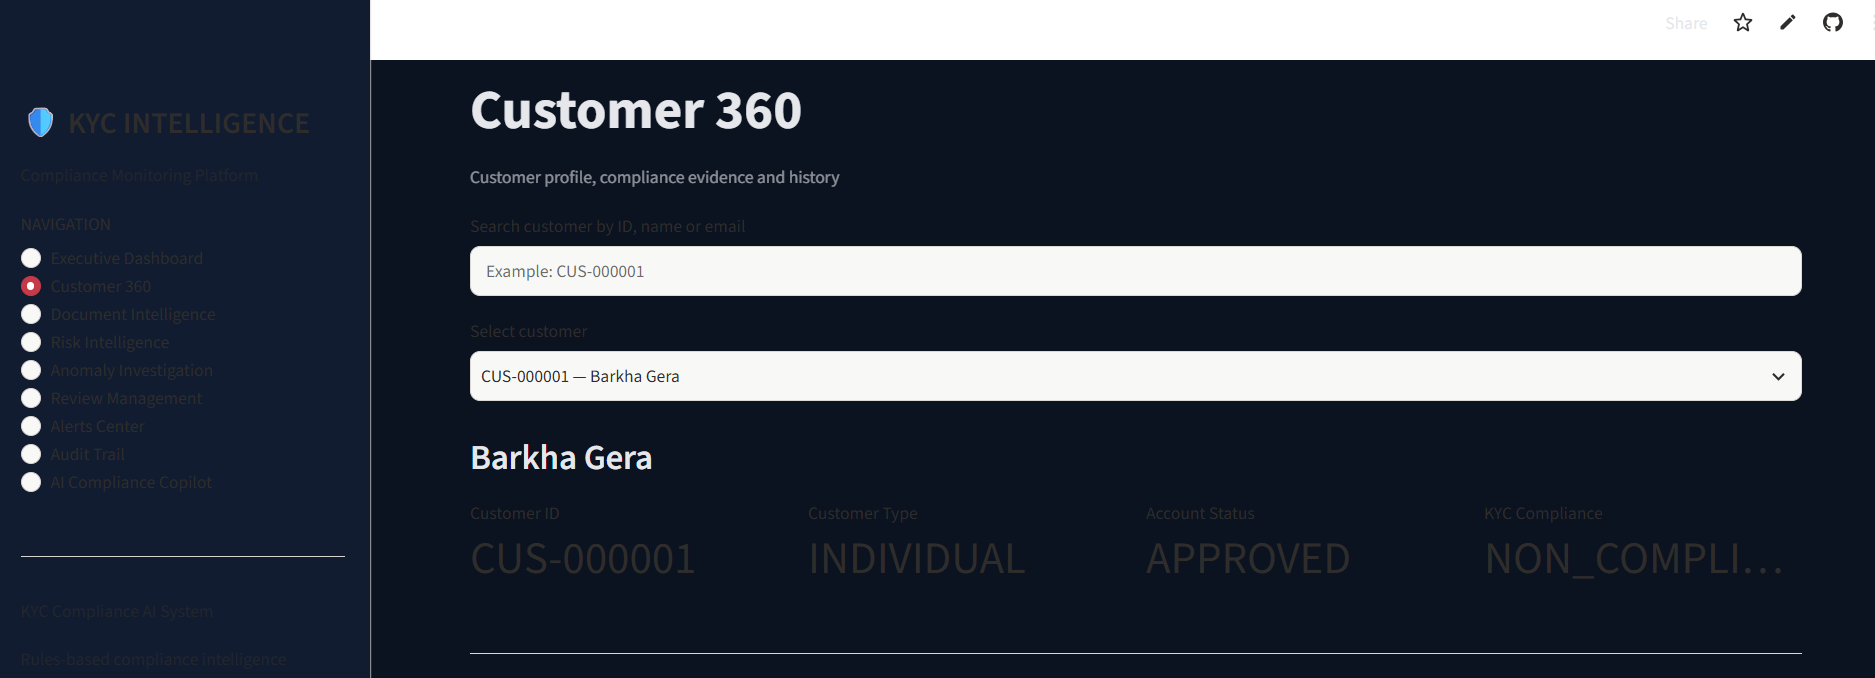 Share
KYC INTELLIGENCE
Compliance Monitoring Platform
NAVIGATION
Executive Dashboard
Customer 360
Document Intelligence
Risk Intelligence
Anomaly Investigation
Review Management
Alerts Center
Audit Trail
AI Compliance Copilot
KYC Compliance AI System
Rules-based compliance intelligence
Customer 360
Customer profile, compliance evidence and history
Search customer by ID, name or email
Example: CUS-000001
Select customer
CUS-000001 — Barkha Gera
Barkha Gera
Customer ID
CUS-000001
Customer Type
INDIVIDUAL
Account Status
APPROVED
KYC Compliance
NON_COMPLI...